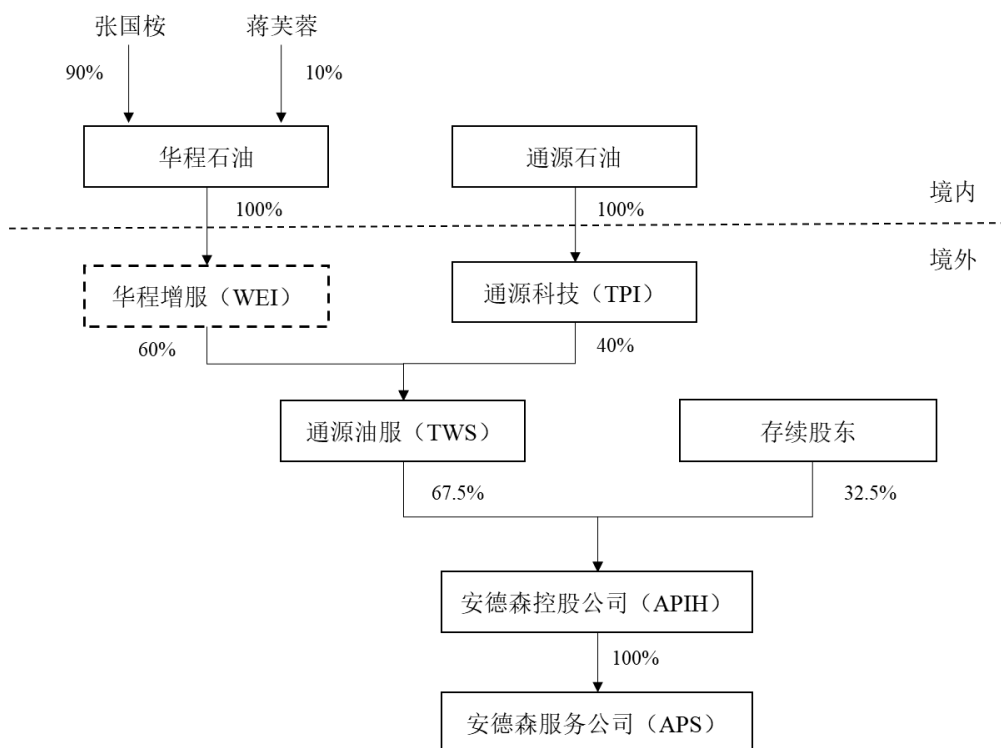 张国桉
蒋芙蓉
90%
10%
华程石油
通源石油
境内
100%
100%
境外
华程增服（WEI）
通源科技（TPI）
60%
40%
通源油服（TWS）
存续股东
67.5%
32.5%
安德森控股公司（APIH）
100%
安德森服务公司（APS）